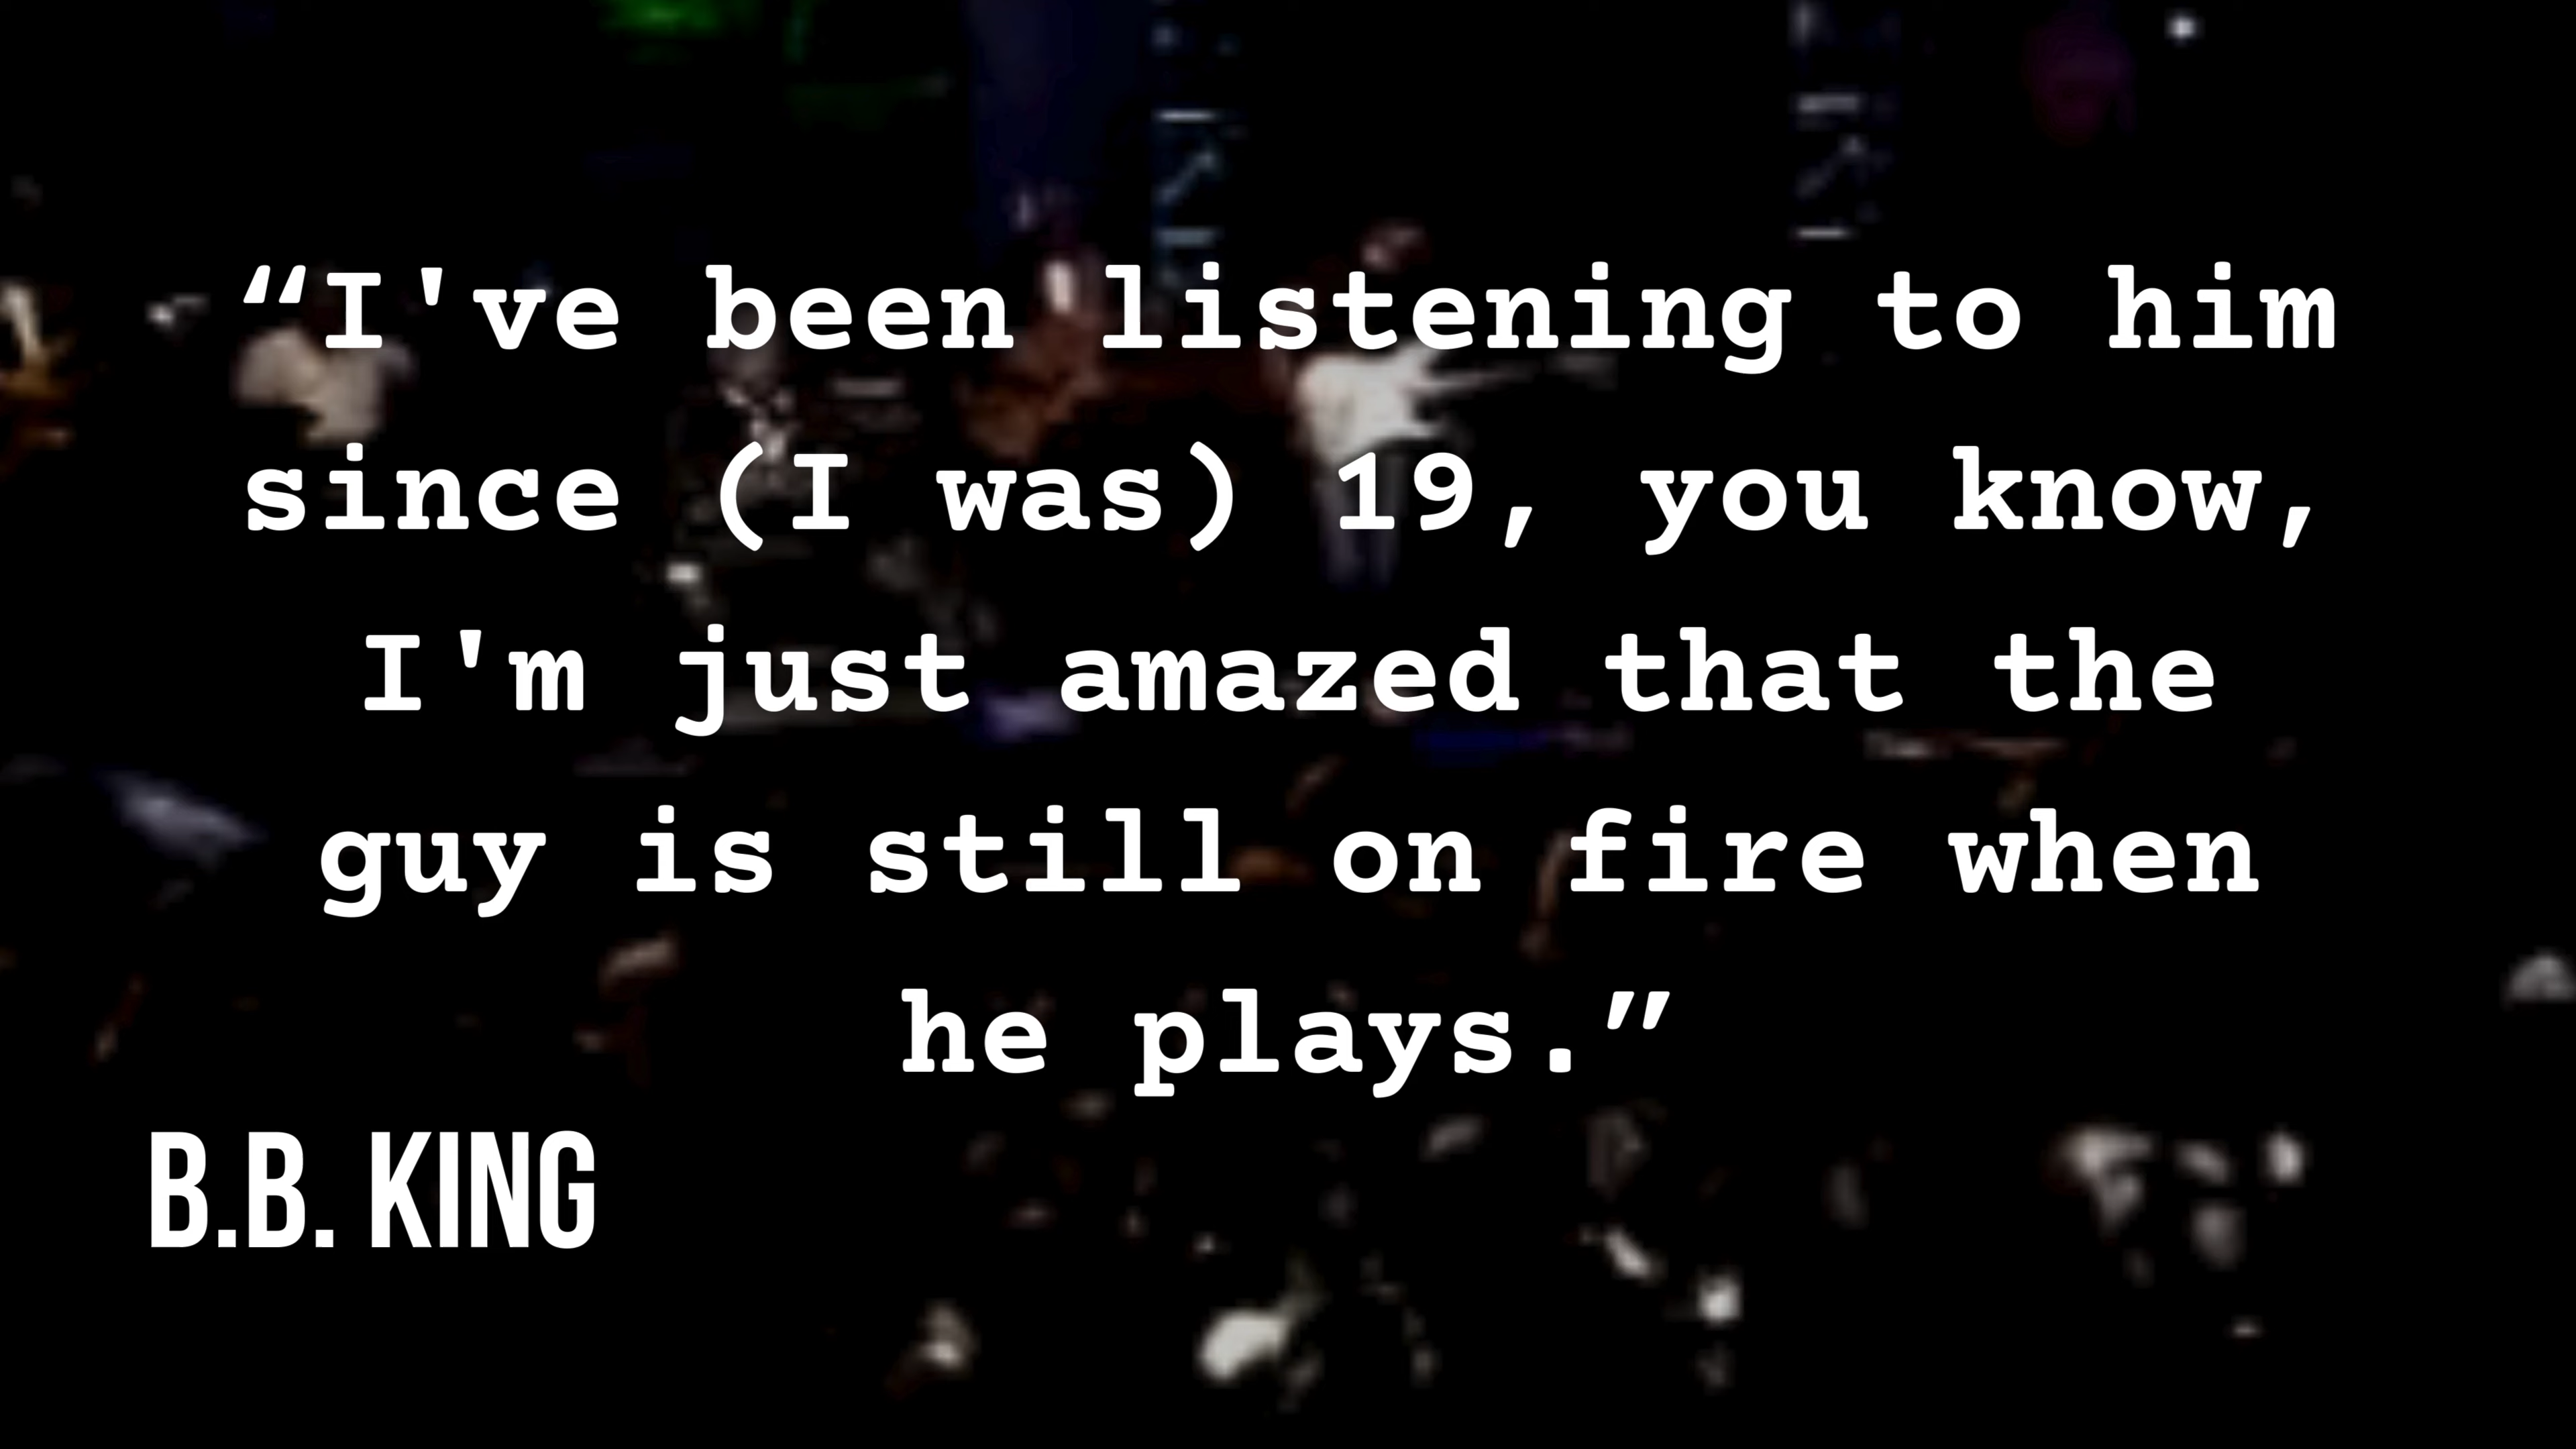 “I've been listening to him
since (I was) 19, you know,
I'm just amazed that the
guy is still on fire when
he plays.”
B.B. KING